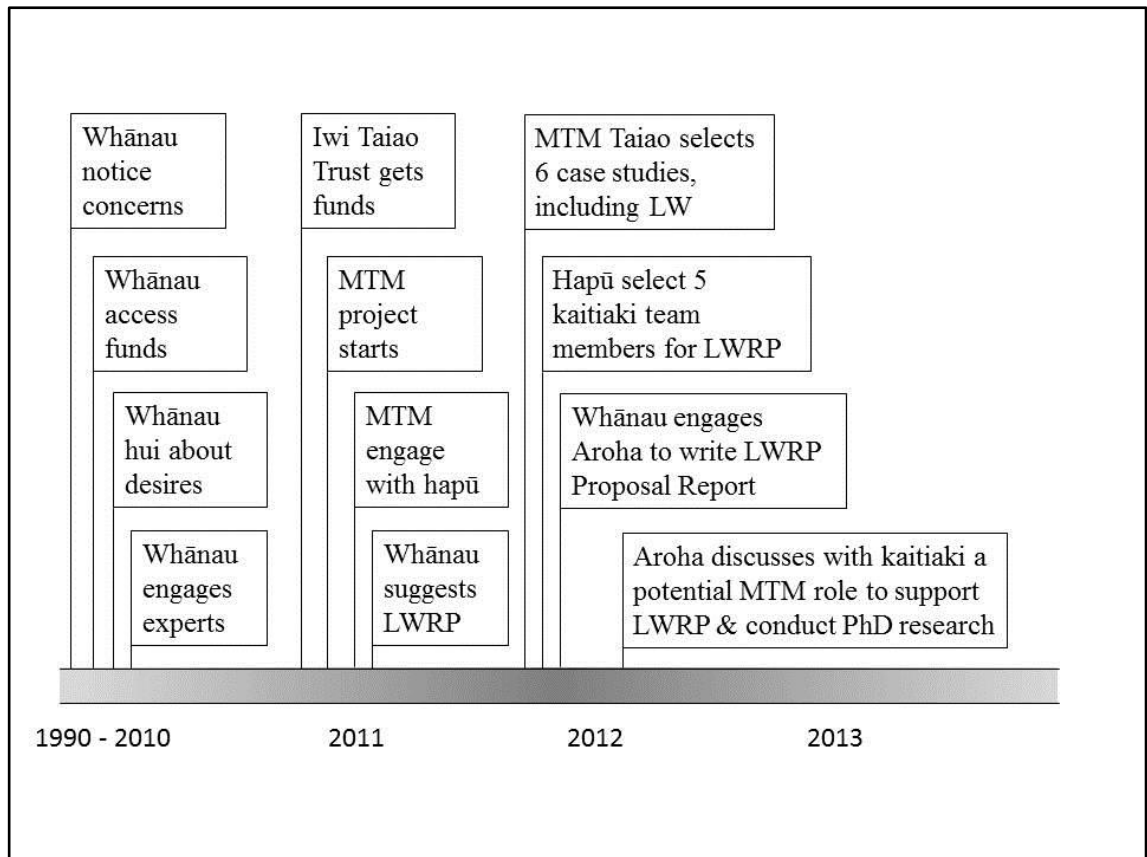 Whānau
notice
concerns
Whānau
access
funds
Whānau
hui about
desires
Whānau
engages
experts
Iwi Taiao
Trust gets
funds
MTM
project
starts
MTM
engage
with hapū
Whānau
suggests
LWRP
MTM Taiao selects
6 case studies,
including LW
Hapū select 5
kaitiaki team
members for LWRP
Whānau engages
Aroha to write LWRP
Proposal Report
Aroha discusses with kaitiaki a
potential MTM role to support
LWRP & conduct PhD research
1990 - 2010
2011
2012
2013